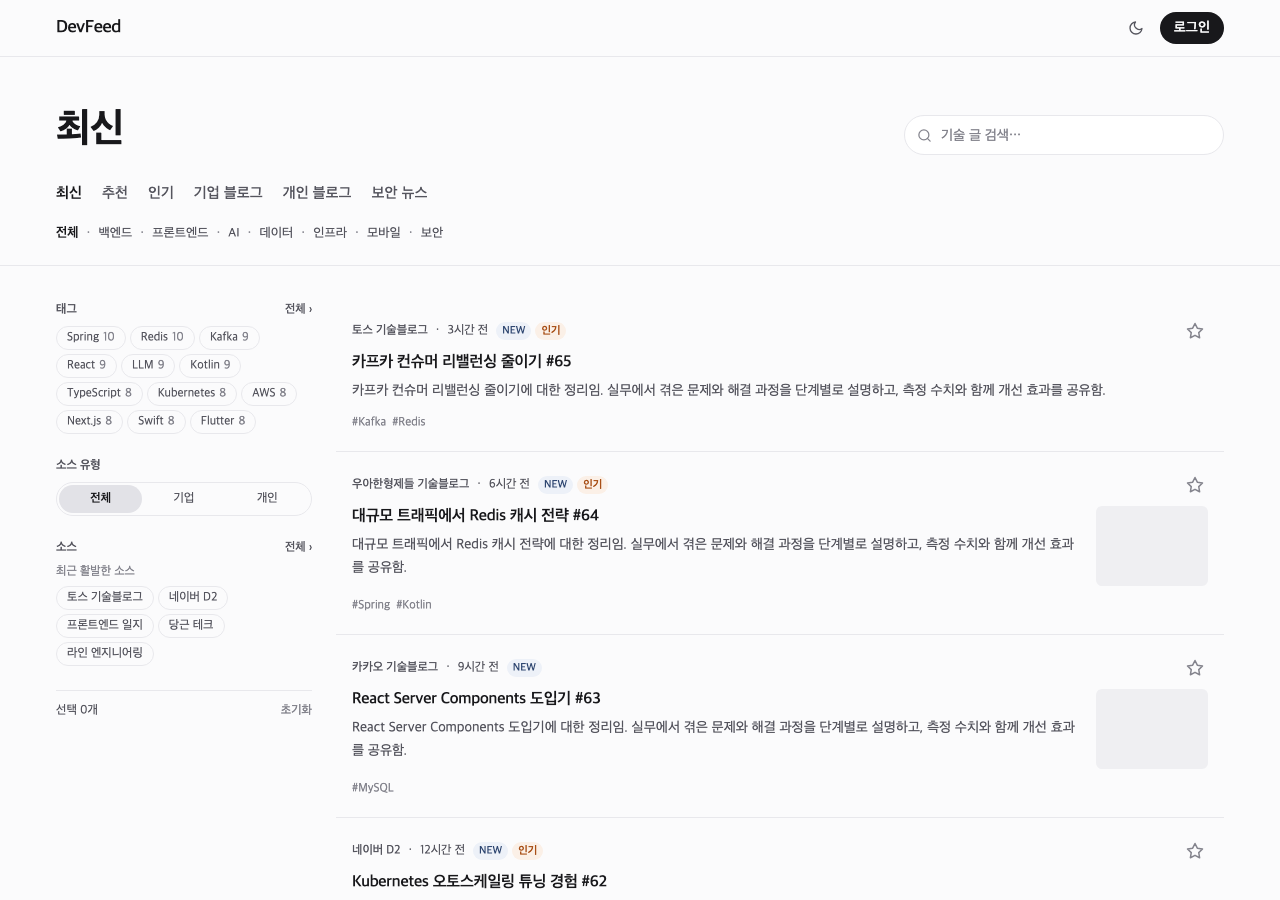 DevFeed
로그인
최신
기술 글 검색…
최신 추천 인기 기업 블로그 개인 블로그 보안 뉴스
전체 · 백엔드 · 프론트엔드 · AI · 데이터 · 인프라 · 모바일 · 보안
태그 전체 ›
Spring 10 Redis 10 Kafka 9
React 9 LLM 9 Kotlin 9
TypeScript 8 Kubernetes 8 AWS 8
Next.js 8 Swift 8 Flutter 8
소스 유형
전체 기업 개인
소스 전체 ›
최근 활발한 소스
토스 기술블로그 네이버 D2
프론트엔드 일지 당근 테크
라인 엔지니어링
선택 0개 초기화
토스 기술블로그 · 3시간 전 NEW 인기
카프카 컨슈머 리밸런싱 줄이기 #65
카프카 컨슈머 리밸런싱 줄이기에 대한 정리임. 실무에서 겪은 문제와 해결 과정을 단계별로 설명하고, 측정 수치와 함께 개선 효과를 공유함.
#Kafka #Redis
우아한형제들 기술블로그 · 6시간 전 NEW 인기
대규모 트래픽에서 Redis 캐시 전략 #64
대규모 트래픽에서 Redis 캐시 전략에 대한 정리임. 실무에서 겪은 문제와 해결 과정을 단계별로 설명하고, 측정 수치와 함께 개선 효과
를 공유함.
#Spring #Kotlin
카카오 기술블로그 · 9시간 전 NEW
React Server Components 도입기 #63
React Server Components 도입기에 대한 정리임. 실무에서 겪은 문제와 해결 과정을 단계별로 설명하고, 측정 수치와 함께 개선 효과
를 공유함.
#MySQL
네이버 D2 · 12시간 전 NEW 인기
Kubernetes 오토스케일링 튜닝 경험 #62